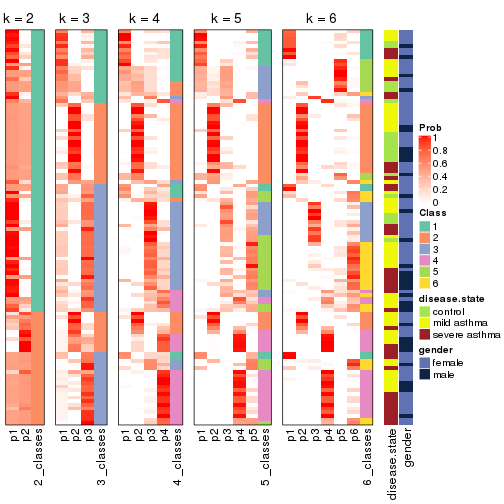 k = 2 k = 3 k = 4 k = 5 k = 6
Prob
1
0.8
0.6
0.4
0.2
0
Class
1
2
3
4
5
6
disease.state
control
mild asthma
severe asthma
gender
female
male
p1 p2 2_classes p1 p2 p3 3_classes p1 p2 p3 p4 4_classes p1 p2 p3 p4 p5 5_classes p1 p2 p3 p4 p5 p6 6_classes disease.state gender